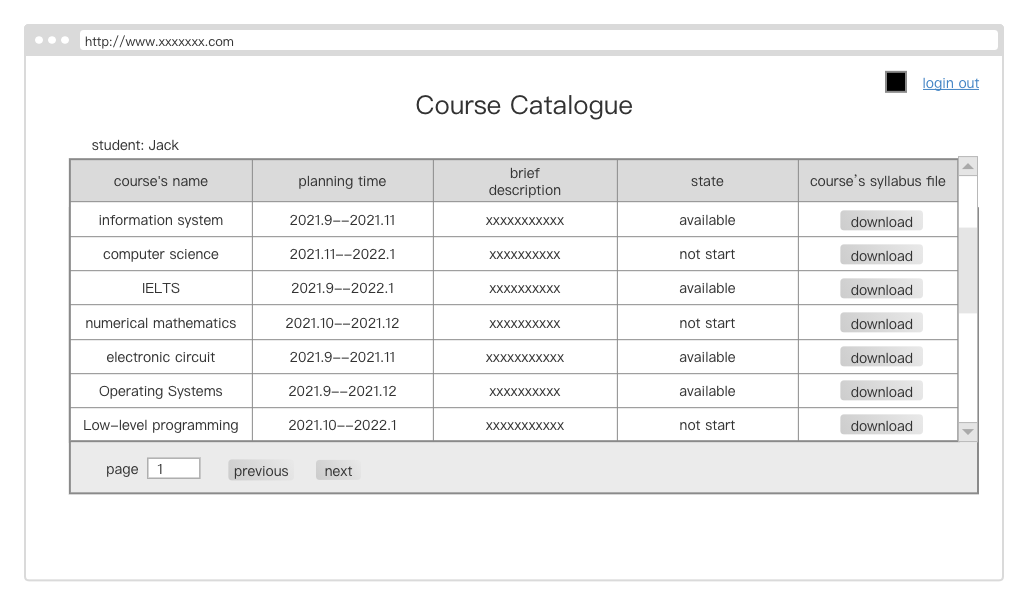 http://www.xxxxxxx.com
login out
Course Catalogue
student: Jack
course's name planning time brief description state course's syllabus file
information system 2021.9--2021.11 xxxxxxxxxxx available download
computer science 2021.11--2022.1 xxxxxxxxxx not start download
IELTS 2021.9--2022.1 xxxxxxxxxx available download
numerical mathematics 2021.10--2021.12 xxxxxxxxxx not start download
electronic circuit 2021.9--2021.11 xxxxxxxxxxx available download
Operating Systems 2021.9--2021.12 xxxxxxxxxx available download
Low-level programming 2021.10--2022.1 xxxxxxxxxxx not start download
page 1 previous next